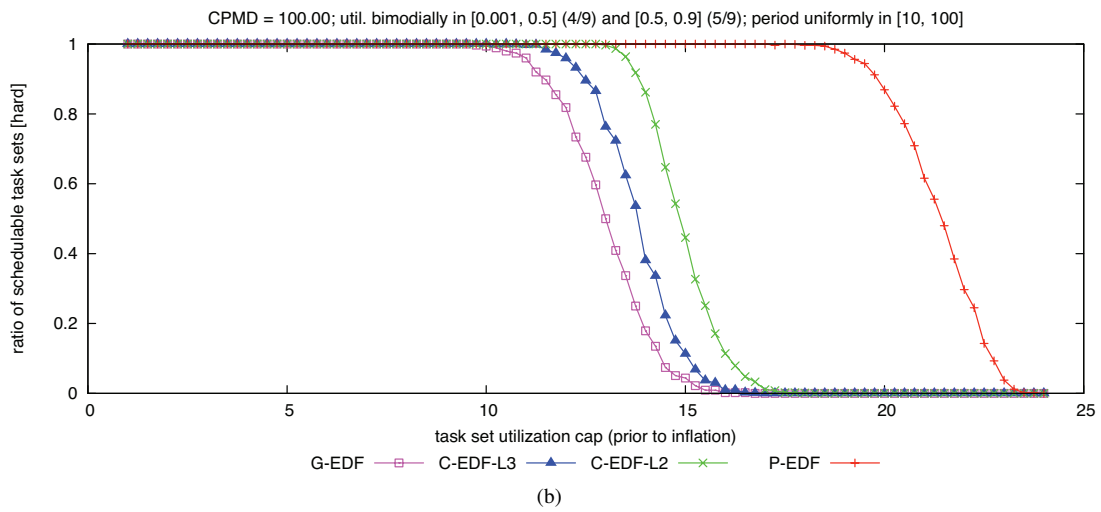 CPMD = 100.00; util. bimodially in [0.001, 0.5] (4/9) and [0.5, 0.9] (5/9); period uniformly in [10, 100]
ratio of schedulable task sets [hard]
1
0.8
0.6
0.4
0.2
0
0 5 10 15 20 25
task set utilization cap (prior to inflation)
G-EDF C-EDF-L3 C-EDF-L2 P-EDF
(b)